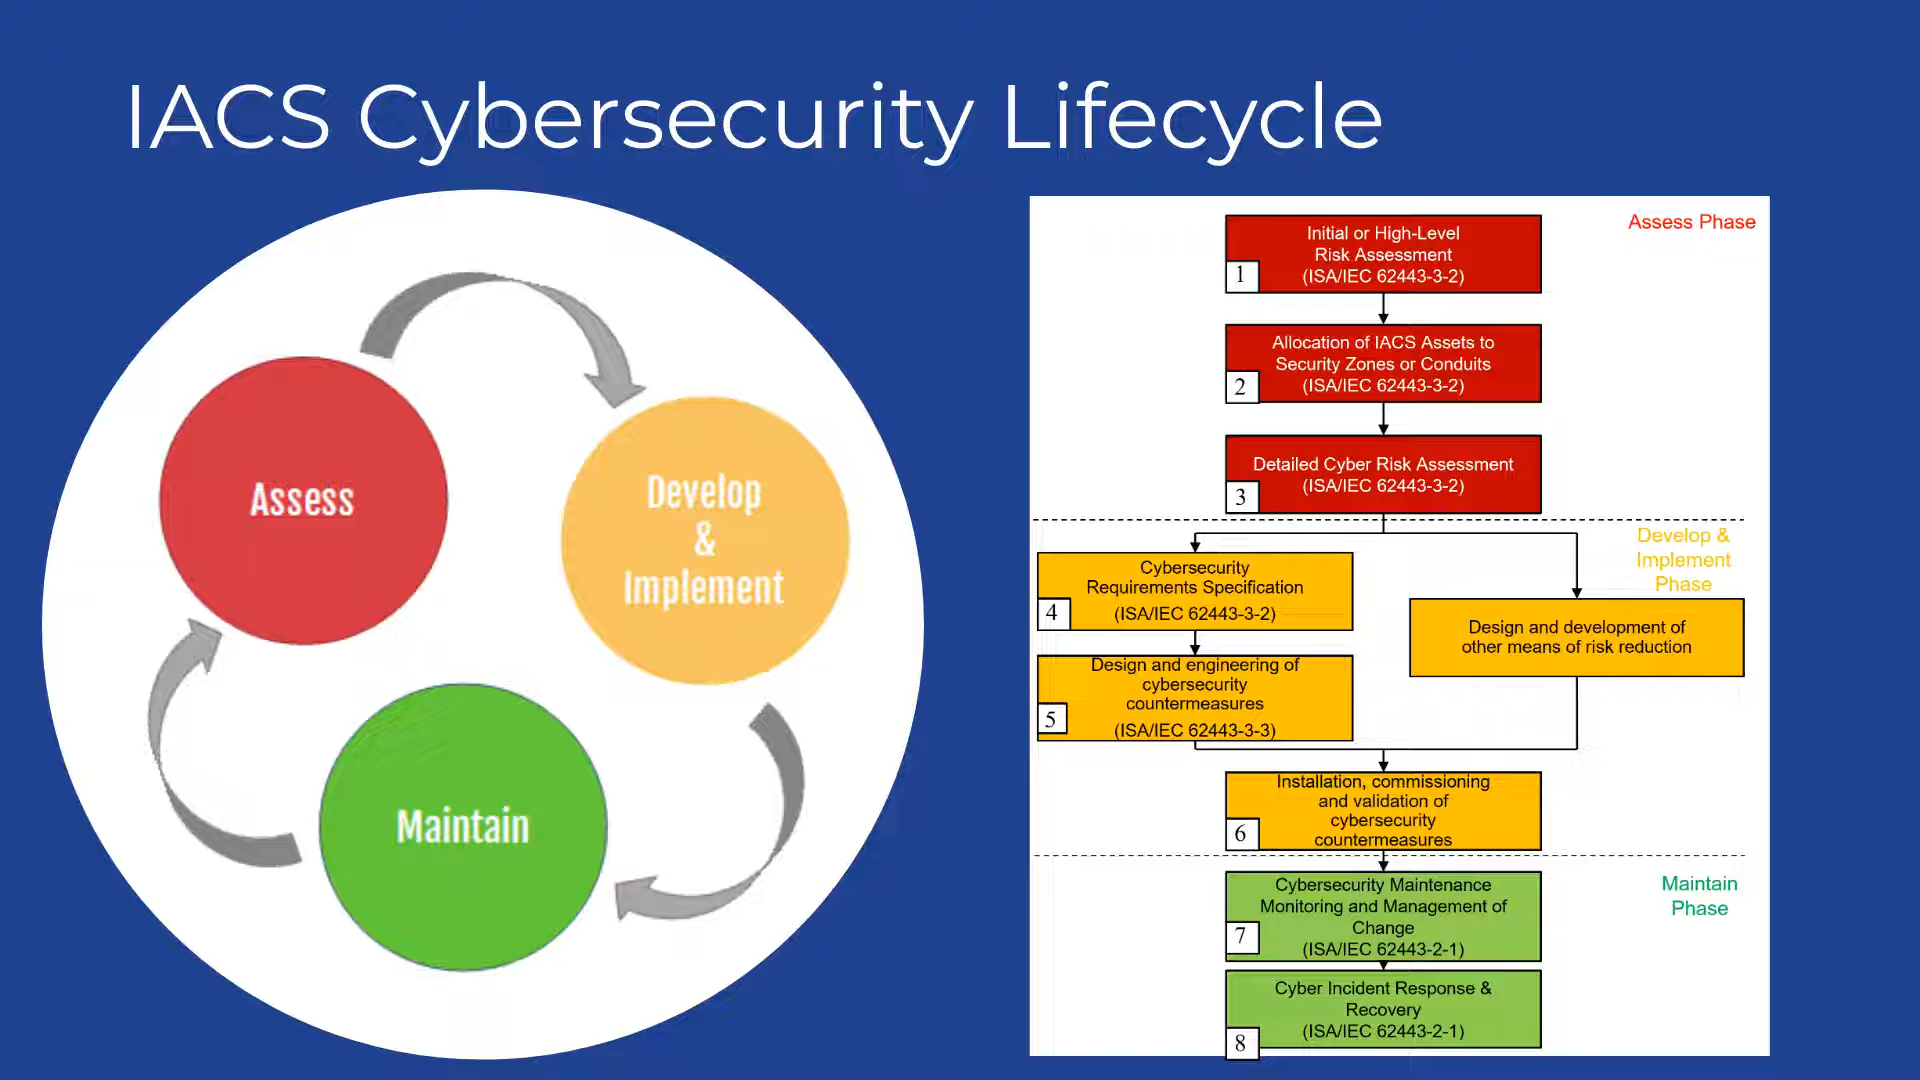 IACS Cybersecurity Lifecycle
Assess
Develop
&
Implement
Maintain
Assess Phase
Initial or High-Level
Risk Assessment
(ISA/IEC 62443-3-2)
1
Allocation of IACS Assets to
Security Zones or Conduits
(ISA/IEC 62443-3-2)
2
Detailed Cyber Risk Assessment
(ISA/IEC 62443-3-2)
3
Develop &
Implement
Phase
Cybersecurity
Requirements Specification
(ISA/IEC 62443-3-2)
4
Design and development of
other means of risk reduction
Design and engineering of
cybersecurity
countermeasures
(ISA/IEC 62443-3-3)
5
Installation, commissioning
and validation of
cybersecurity
countermeasures
6
Maintain
Phase
Cybersecurity Maintenance
Monitoring and Management of
Change
(ISA/IEC 62443-2-1)
7
Cyber Incident Response &
Recovery
(ISA/IEC 62443-2-1)
8